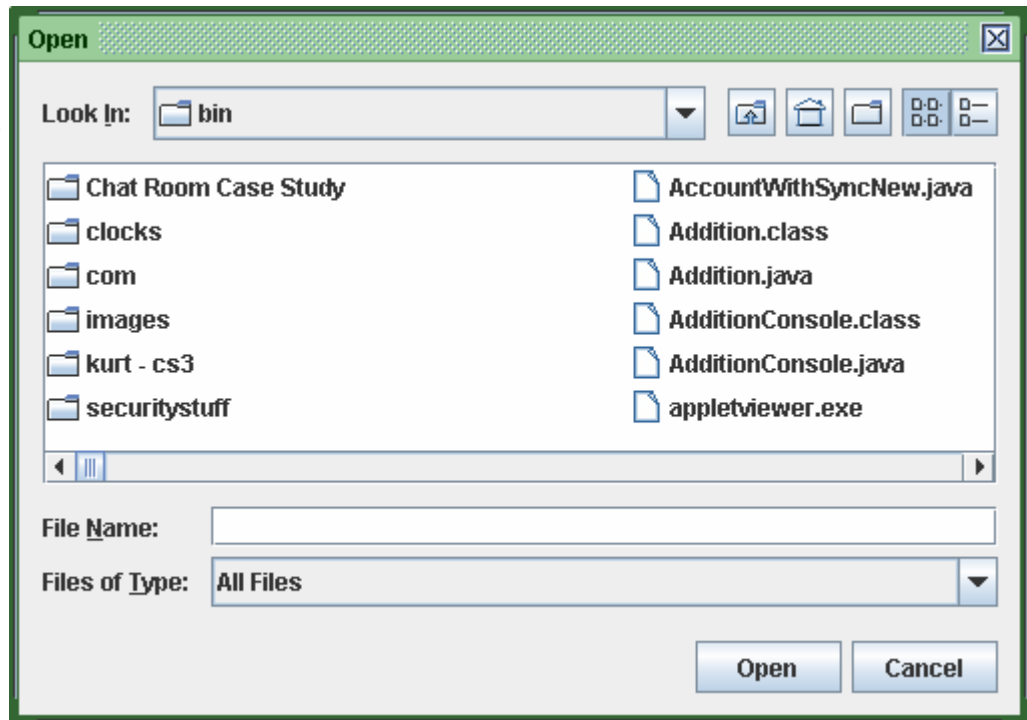 Open
Look In: bin
Chat Room Case Study
clocks
com
images
kurt - cs3
securitystuff
AccountWithSyncNew.java
Addition.class
Addition.java
AdditionConsole.class
AdditionConsole.java
appletviewer.exe
File Name:
Files of Type: All Files
Open Cancel